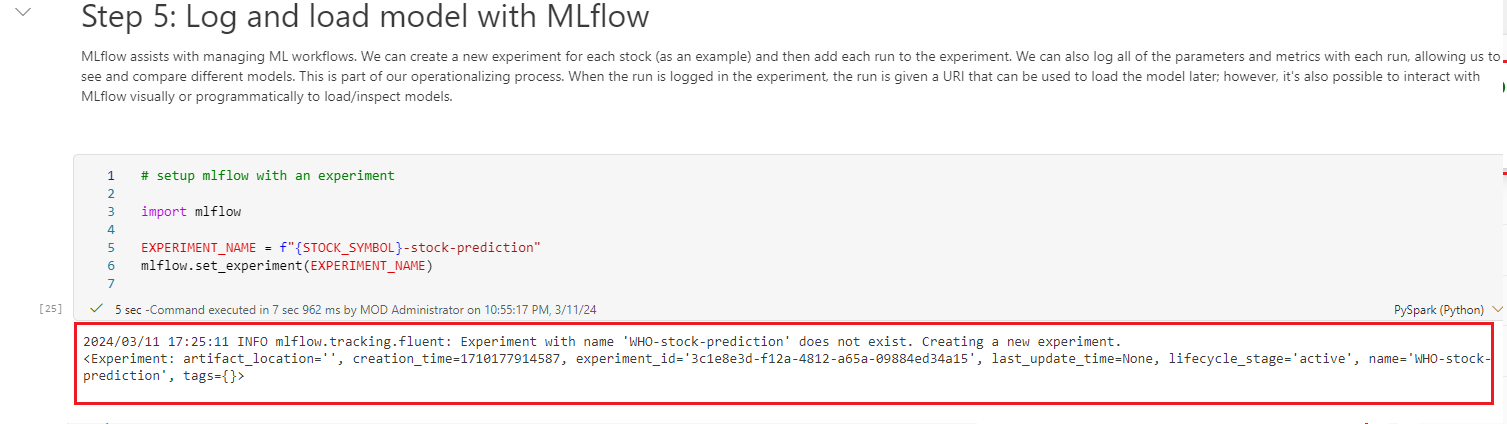 Step 5: Log and load model with MLflow
MLflow assists with managing ML workflows. We can create a new experiment for each stock (as an example) and then add each run to the experiment. We can also log all of the parameters and metrics with each run, allowing us to
see and compare different models. This is part of our operationalizing process. When the run is logged in the experiment, the run is given a URI that can be used to load the model later; however, it's also possible to interact with
MLflow visually or programmatically to load/inspect models.
1 # setup mlflow with an experiment
2
3 import mlflow
4
5 EXPERIMENT_NAME = f"{STOCK_SYMBOL}-stock-prediction"
6 mlflow.set_experiment(EXPERIMENT_NAME)
7
[25] 5 sec -Command executed in 7 sec 962 ms by MOD Administrator on 10:55:17 PM, 3/11/24 PySpark (Python)
2024/03/11 17:25:11 INFO mlflow.tracking.fluent: Experiment with name 'WHO-stock-prediction' does not exist. Creating a new experiment.
<Experiment: artifact_location='', creation_time=1710177914587, experiment_id='3c1e8e3d-f12a-4812-a65a-09884ed34a15', last_update_time=None, lifecycle_stage='active', name='WHO-stock-
prediction', tags={}>